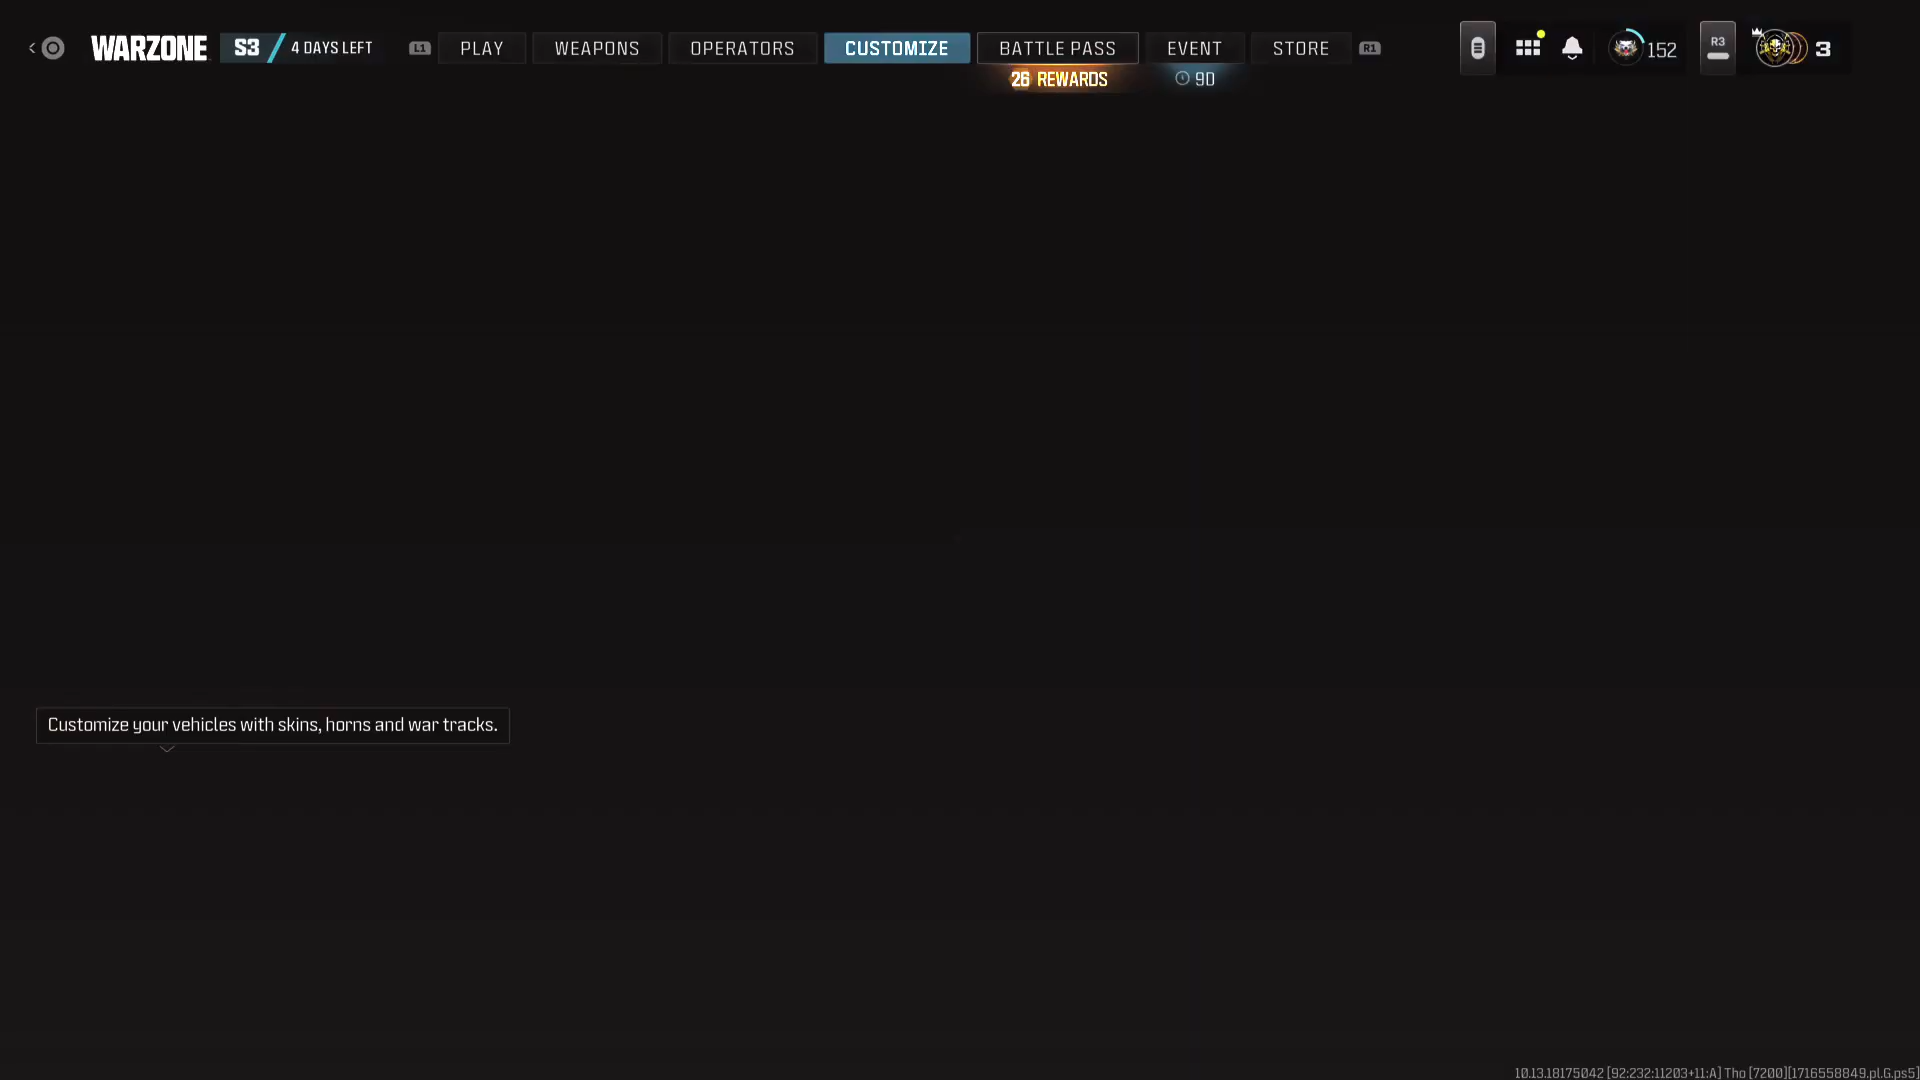 WARZONE S3 4 DAYS LEFT L1 PLAY WEAPONS OPERATORS CUSTOMIZE BATTLE PASS EVENT STORE R1 152 R3 3
26 REWARDS 9D
Customize your vehicles with skins, horns and war tracks.
10.13.18175042 [92:232:11203+11:A] Tho [7200][1716558849.pl.G.ps5]